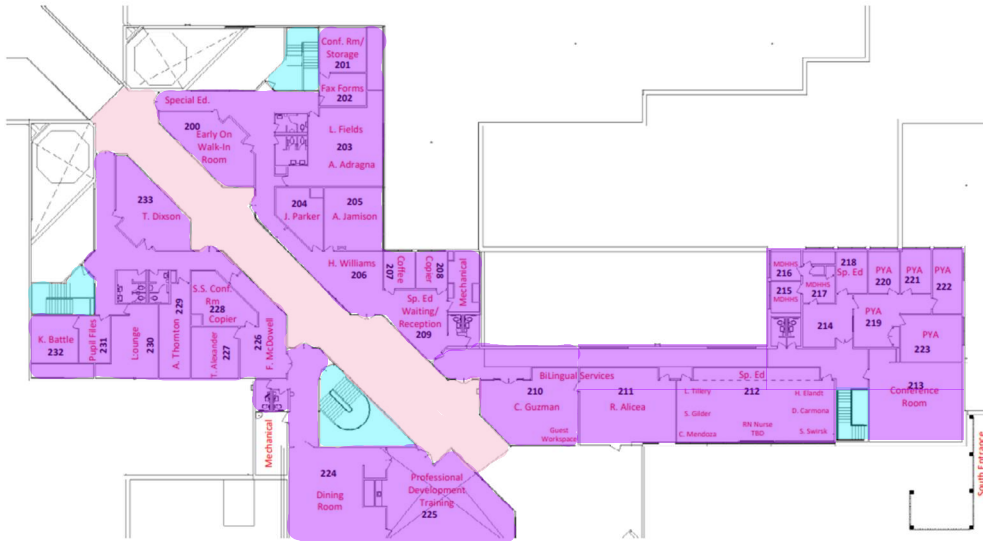 Conf. Rm/
Storage
201
Fax Forms
202
Special Ed.
200
Early On
Walk-In
Room
L. Fields
203
A. Adragna
233
T. Dixson
204
J. Parker
205
A. Jamison
H. Williams
206
Coffee
207
Copier
208
Mechanical
Sp. Ed
Waiting/
Reception
209
MDHHS
216
215
MDHHS
MDHHS
217
218
Sp. Ed
PYA
220
PYA
221
PYA
222
214
PYA
219
PYA
223
S.S. Conf.
Rm
228
Copier
229
A. Thornton
K. Battle
232
Pupil Files
231
Lounge
230
T. Alexander
227
226
F. McDowell
BiLingual Services
210
C. Guzman
Guest
Workspace
211
R. Alicea
Sp. Ed
L. Tillery
212
H. Elandt
S. Gilder
D. Carmona
C. Mendoza
RN Nurse
TBD
S. Swinsk
213
Conference
Room
Mechanical
224
Dining
Room
Professional
Development
Training
225
South Entrance